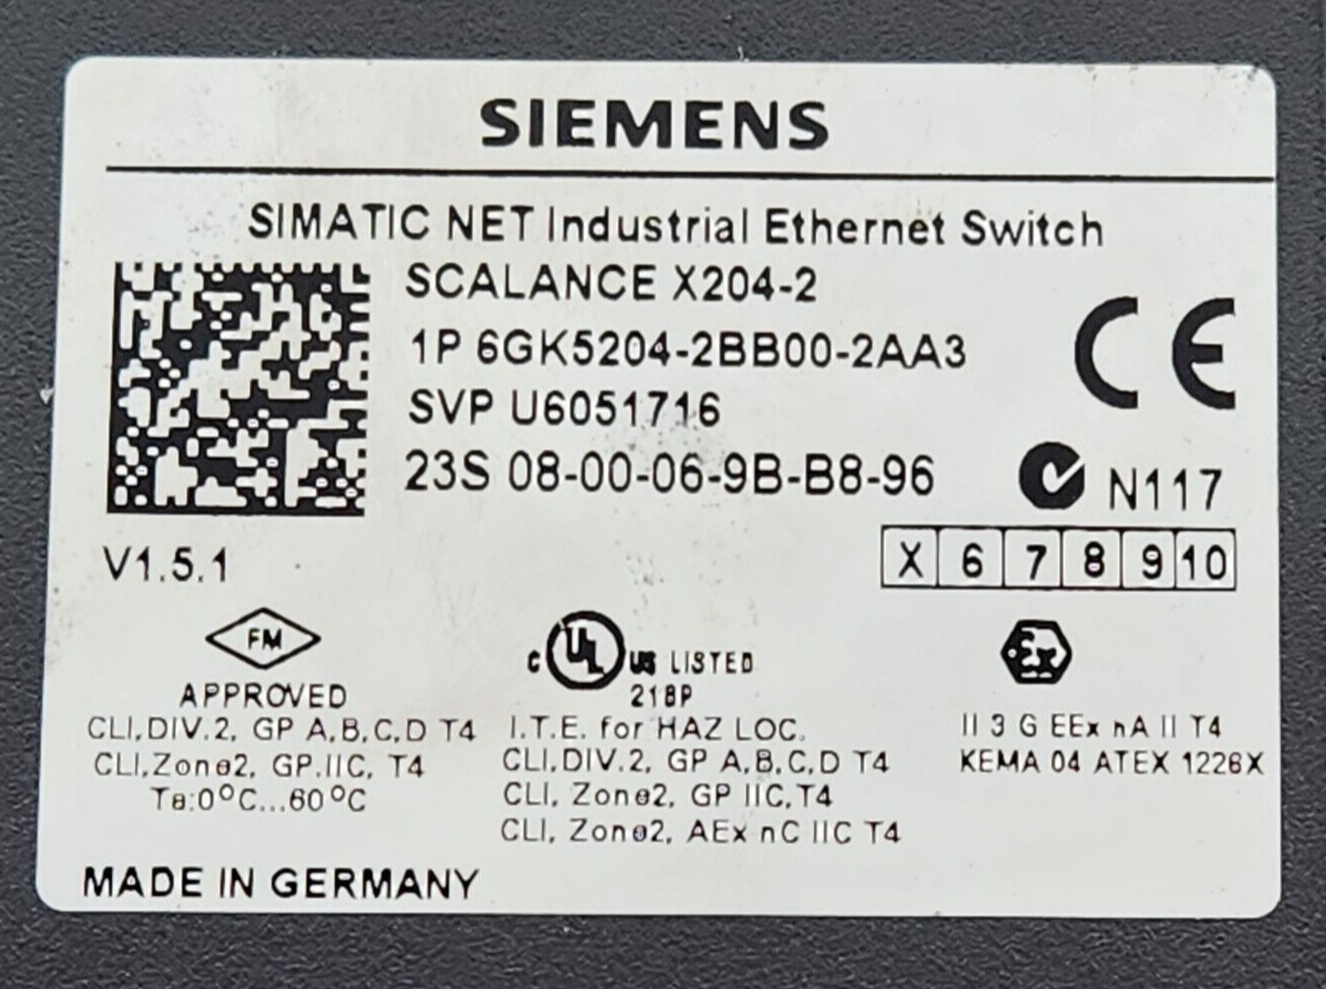 SIEMENS
SIMATIC NET Industrial Ethernet Switch
SCALANCE X204-2
1P 6GK5204-2BB00-2AA3
SVP U6051716
23S 08-00-06-9B-B8-96
CE
N117
V1.5.1
X 6 7 8 9 10
FM
APPROVED
CLI,DIV.2, GP A,B,C,D T4
CLI,Zone2, GP.IIC, T4
Ta:0°C...60°C
c UL us LISTED
218P
I.T.E. for HAZ LOC.
CLI,DIV.2, GP A,B,C,D T4
CLI, Zone2, GP IIC,T4
CLI, Zone2, AEx nC IIC T4
Ex
II 3 G EEx nA II T4
KEMA 04 ATEX 1226X
MADE IN GERMANY